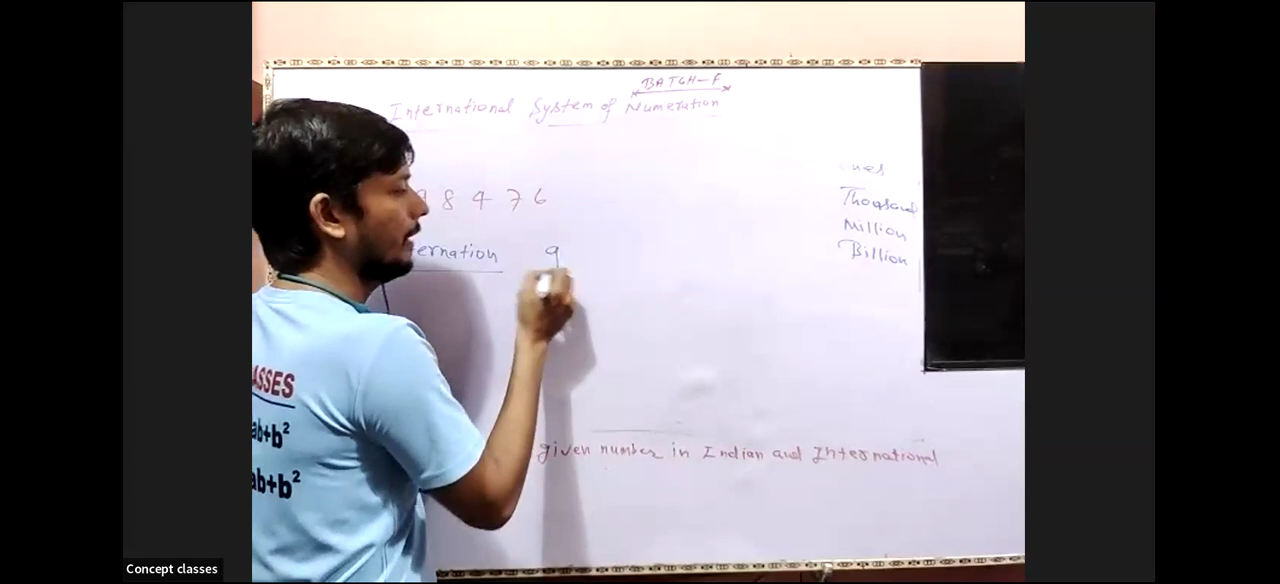 BATCH-F
International System of Numeration
ones
Thousand
8 4 7 6
Million
ernation 9
Billion
ASSES
ab+b²
given number in Indian and International
ab+b²
Concept classes